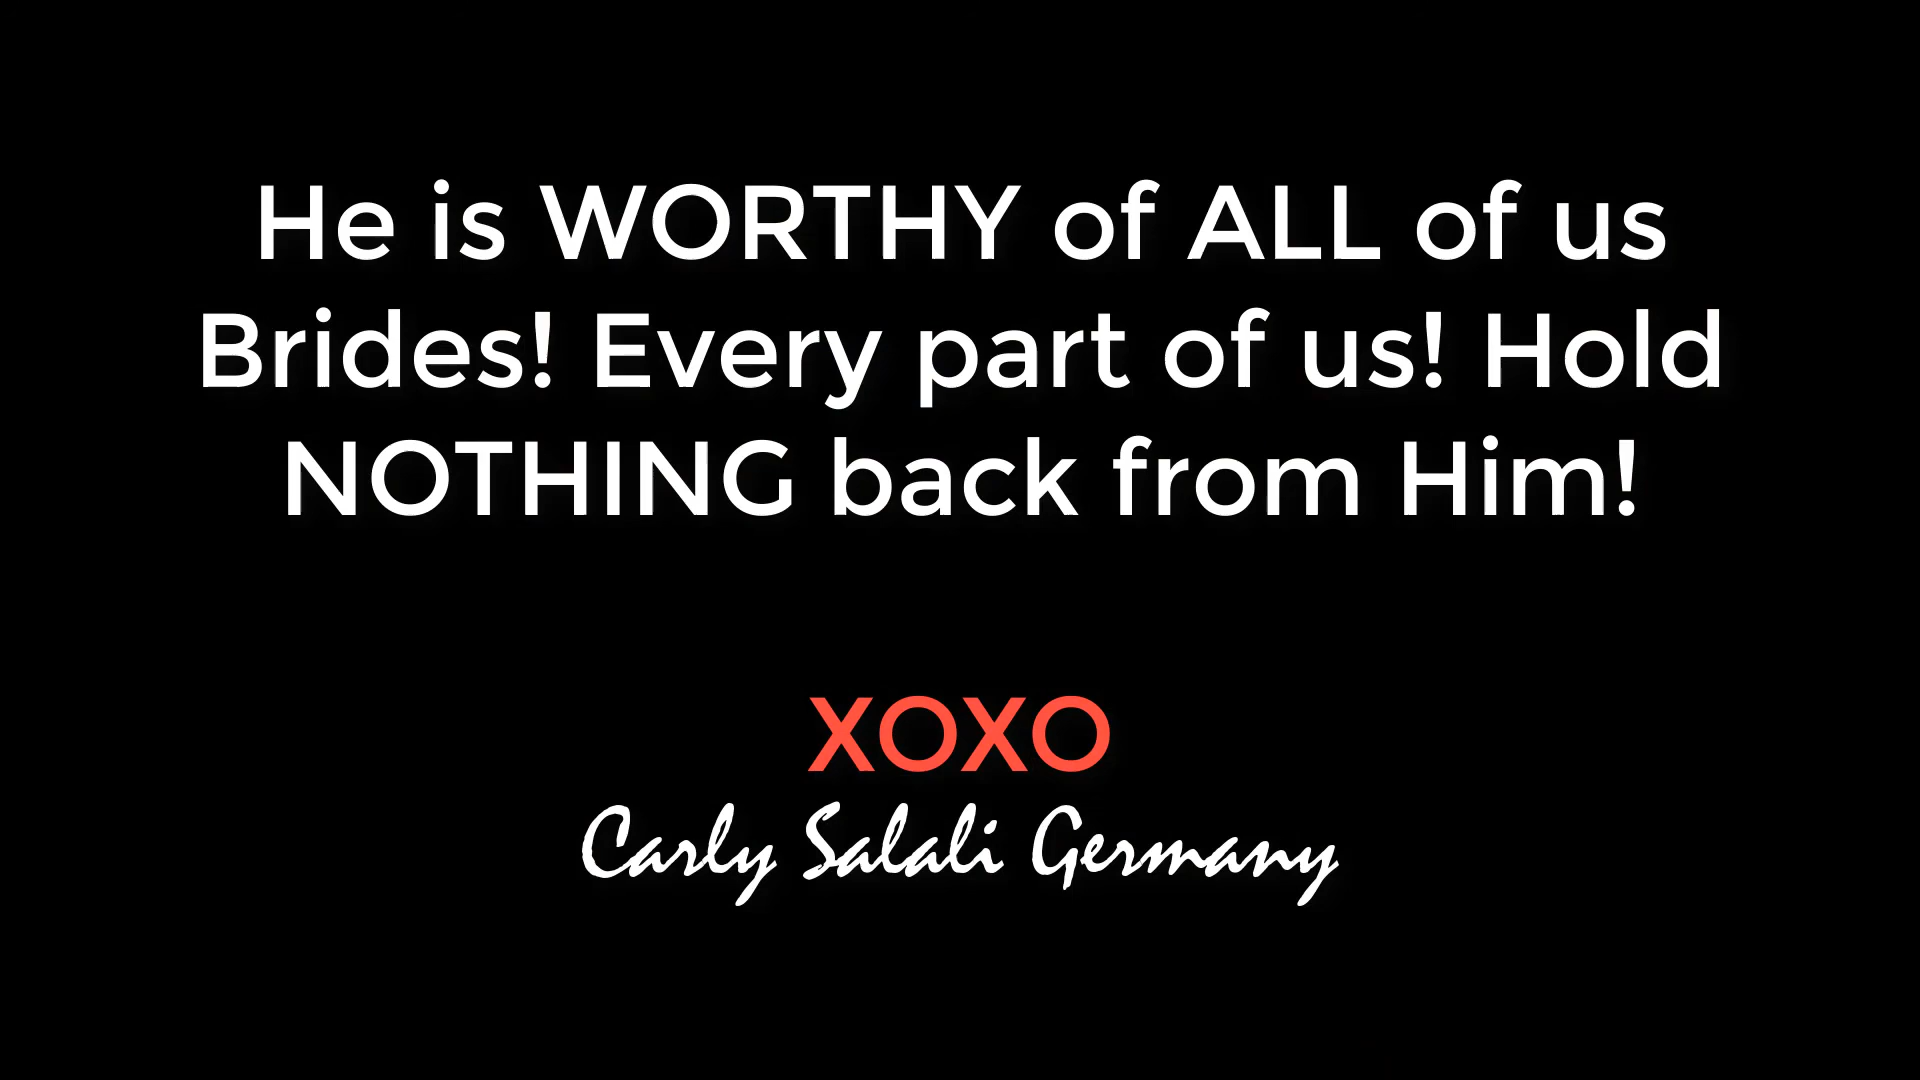 He is WORTHY of ALL of us
Brides! Every part of us! Hold
NOTHING back from Him!
XOXO
Carly Salali Germany